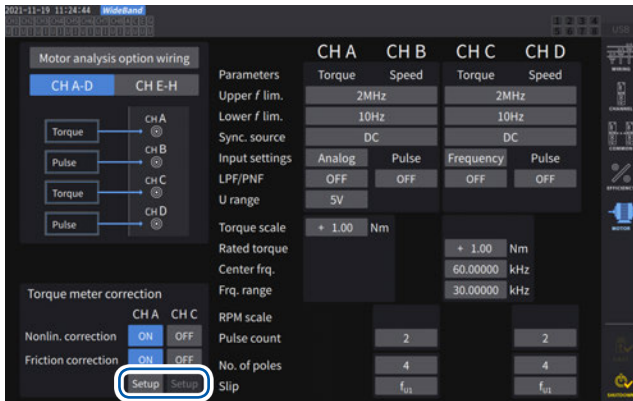 2021-11-19 11:24:44 WideBand
USB
Motor analysis option wiring
CH A-D CH E-H
CH A
Torque
CH B
Pulse
CH C
Torque
CH D
Pulse
CH A CH B CH C CH D
Parameters Torque Speed Torque Speed
Upper f lim. 2MHz 2MHz
Lower f lim. 10Hz 10Hz
Sync. source DC DC
Input settings Analog Pulse Frequency Pulse
LPF/PNF OFF OFF OFF OFF
U range 5V
Torque scale + 1.00 Nm
Rated torque + 1.00 Nm
Center frq. 60.00000 kHz
Frq. range 30.00000 kHz
RPM scale
Pulse count 2 2
No. of poles 4 4
Slip fU1 fU1
Torque meter correction
CH A CH C
Nonlin. correction ON OFF
Friction correction ON OFF
Setup Setup
WIRING
CHANNEL
COMMON
EFFICIENCY
MOTOR
SHUTDOWN